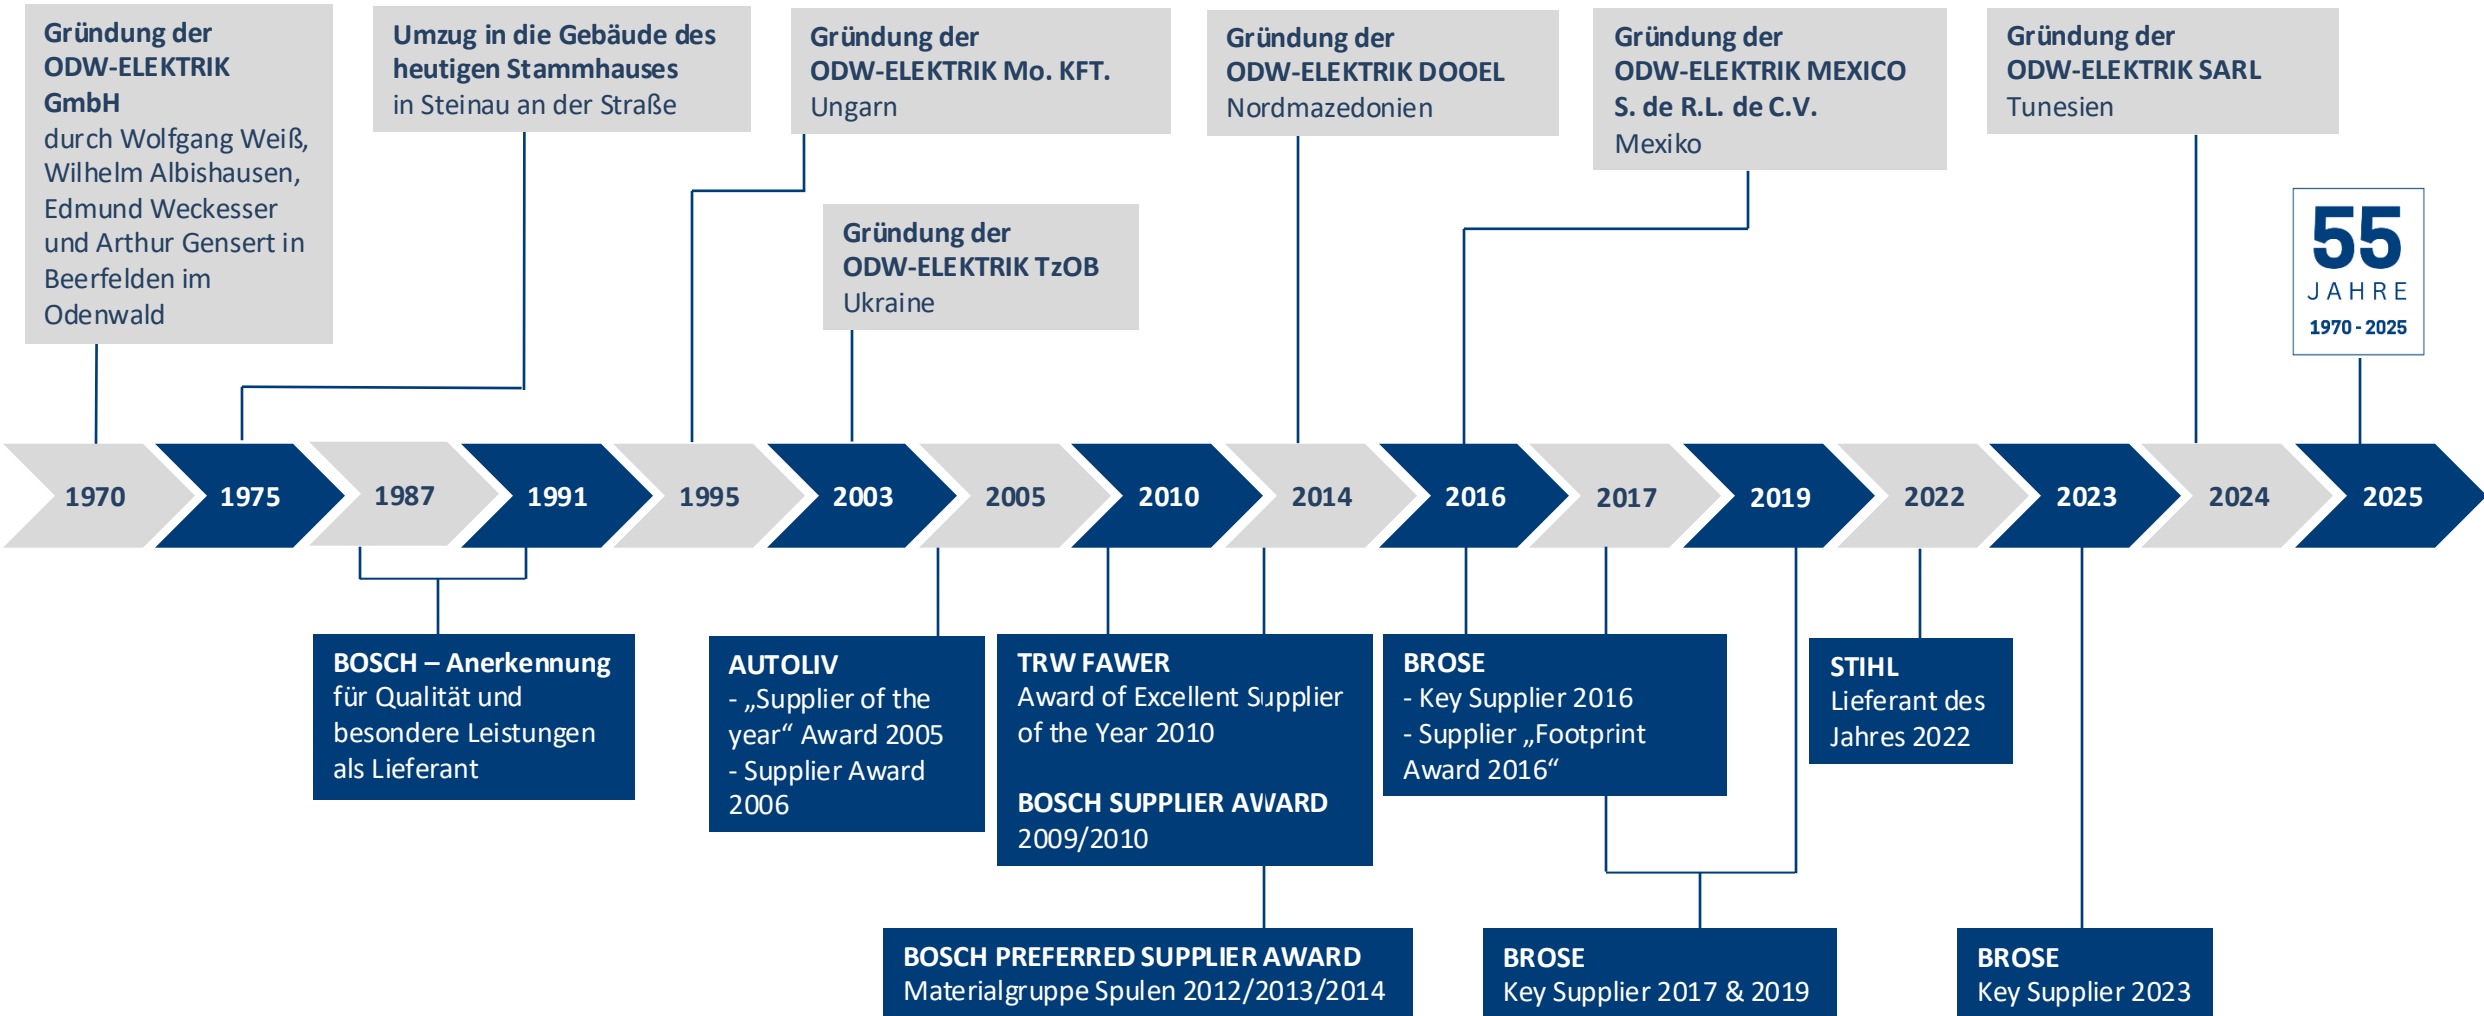 Gründung der
ODW-ELEKTRIK
GmbH
durch Wolfgang Weiß,
Wilhelm Albishausen,
Edmund Weckesser
und Arthur Gensert in
Beerfelden im
Odenwald
Umzug in die Gebäude des
heutigen Stammhauses
in Steinau an der Straße
Gründung der
ODW-ELEKTRIK Mo. KFT.
Ungarn
Gründung der
ODW-ELEKTRIK TzOB
Ukraine
Gründung der
ODW-ELEKTRIK DOOEL
Nordmazedonien
Gründung der
ODW-ELEKTRIK MEXICO
S. de R.L. de C.V.
Mexiko
Gründung der
ODW-ELEKTRIK SARL
Tunesien
55
JAHRE
1970 - 2025
1970 1975 1987 1991 1995 2003 2005 2010 2014 2016 2017 2019 2022 2023 2024 2025
BOSCH – Anerkennung
für Qualität und
besondere Leistungen
als Lieferant
AUTOLIV
- „Supplier of the
year“ Award 2005
- Supplier Award
2006
TRW FAWER
Award of Excellent Supplier
of the Year 2010
BOSCH SUPPLIER AWARD
2009/2010
BROSE
- Key Supplier 2016
- Supplier „Footprint
Award 2016“
STIHL
Lieferant des
Jahres 2022
BOSCH PREFERRED SUPPLIER AWARD
Materialgruppe Spulen 2012/2013/2014
BROSE
Key Supplier 2017 & 2019
BROSE
Key Supplier 2023